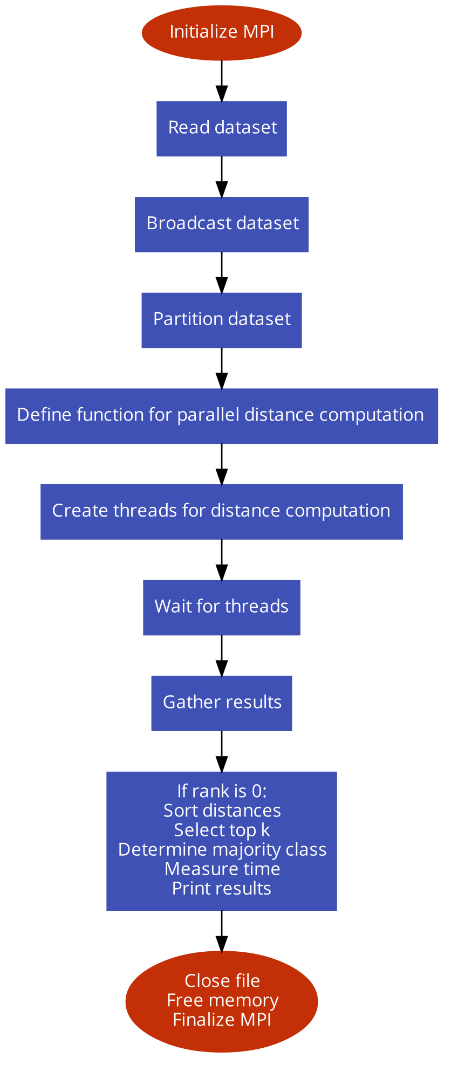 Initialize MPI
Read dataset
Broadcast dataset
Partition dataset
Define function for parallel distance computation
Create threads for distance computation
Wait for threads
Gather results
If rank is 0:
Sort distances
Select top k
Determine majority class
Measure time
Print results
Close file
Free memory
Finalize MPI